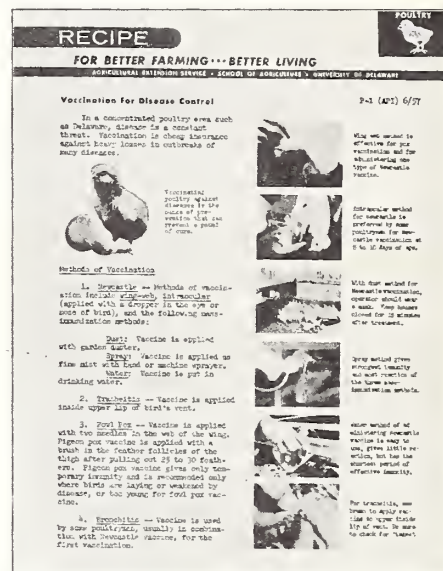 POULTRY
RECIPE
FOR BETTER FARMING ••• BETTER LIVING
AGRICULTURAL EXTENSION SERVICE • SCHOOL OF AGRICULTURE • UNIVERSITY OF DELAWARE
Vaccination For Disease Control
P-1 (API) 6/57
In a concentrated poultry area such
as Delaware, disease is a constant
threat. Vaccination is cheap insurance
against heavy losses in outbreaks of
many diseases.
Vaccinating
poultry against
diseases is the
ounce of pre-
vention that can
prevent a pound
of cure.
Methods of Vaccination
1. Newcastle -- Methods of vaccin-
ation include wing-web, intraocular
(applied with a dropper in the eye or
nose of bird), and the following mass-
immunization methods:
Dust: Vaccine is applied
with garden duster.
Spray: Vaccine is applied as
fine mist with hand or machine sprayer.
Water: Vaccine is put in
drinking water.
2. Tracheitis -- Vaccine is applied
inside upper lip of bird's vent.
3. Fowl Pox -- Vaccine is applied
with two needles in the web of the wing.
Pigeon pox vaccine is applied with a
brush in the feather follicles of the
thigh after pulling out 25 to 30 feath-
ers. Pigeon pox vaccine gives only tem-
porary immunity and is recommended only
where birds are laying or weakened by
disease, or too young for fowl pox vac-
cine.
4. Bronchitis -- Vaccine is used
by some poultrymen, usually in combina-
tion with Newcastle vaccine, for the
first vaccination.
Wing web method is
effective for pox
vaccination and for
administering one
type of Newcastle
vaccine.
Intraocular method
for newcastle is
preferred by some
poultrymen for New-
castle vaccination at
8 to 10 days of age.
With dust method for
Newcastle vaccination,
operator should wear
a mask. Keep houses
closed for 15 minutes
after treatment.
Spray method gives
strongest immunity
and most reaction of
the three mass-
immunization methods.
Water method of ad-
ministering Newcastle
vaccine is easy to
use, gives little re-
action, but has the
shortest period of
effective immunity.
For tracheitis, use
brush to apply vac-
cine to upper inside
lip of vent. Be sure
to check for "takes"